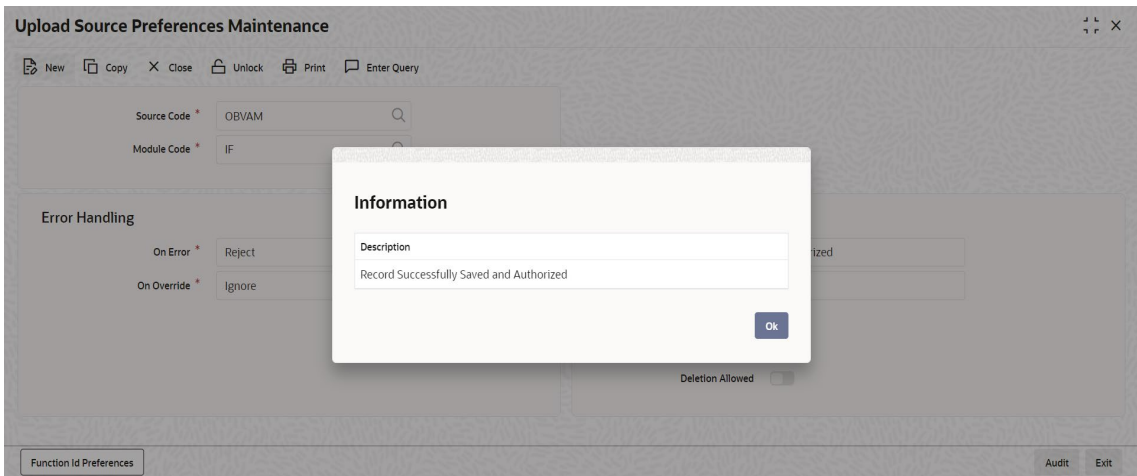 Upload Source Preferences Maintenance
New Copy Close Unlock Print Enter Query
Source Code * OBVAM
Module Code * IF
Information
Error Handling
Description
On Error * Reject
Record Successfully Saved and Authorized
On Override * Ignore
Ok
Deletion Allowed
Function Id Preferences Audit Exit